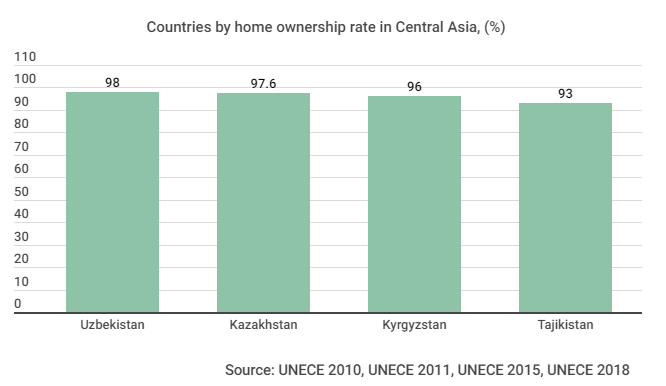 Countries by home ownership rate in Central Asia, (%)
110
100
90
80
70
60
50
40
30
20
10
0
98
97.6
96
93
Uzbekistan
Kazakhstan
Kyrgyzstan
Tajikistan
Source: UNECE 2010, UNECE 2011, UNECE 2015, UNECE 2018